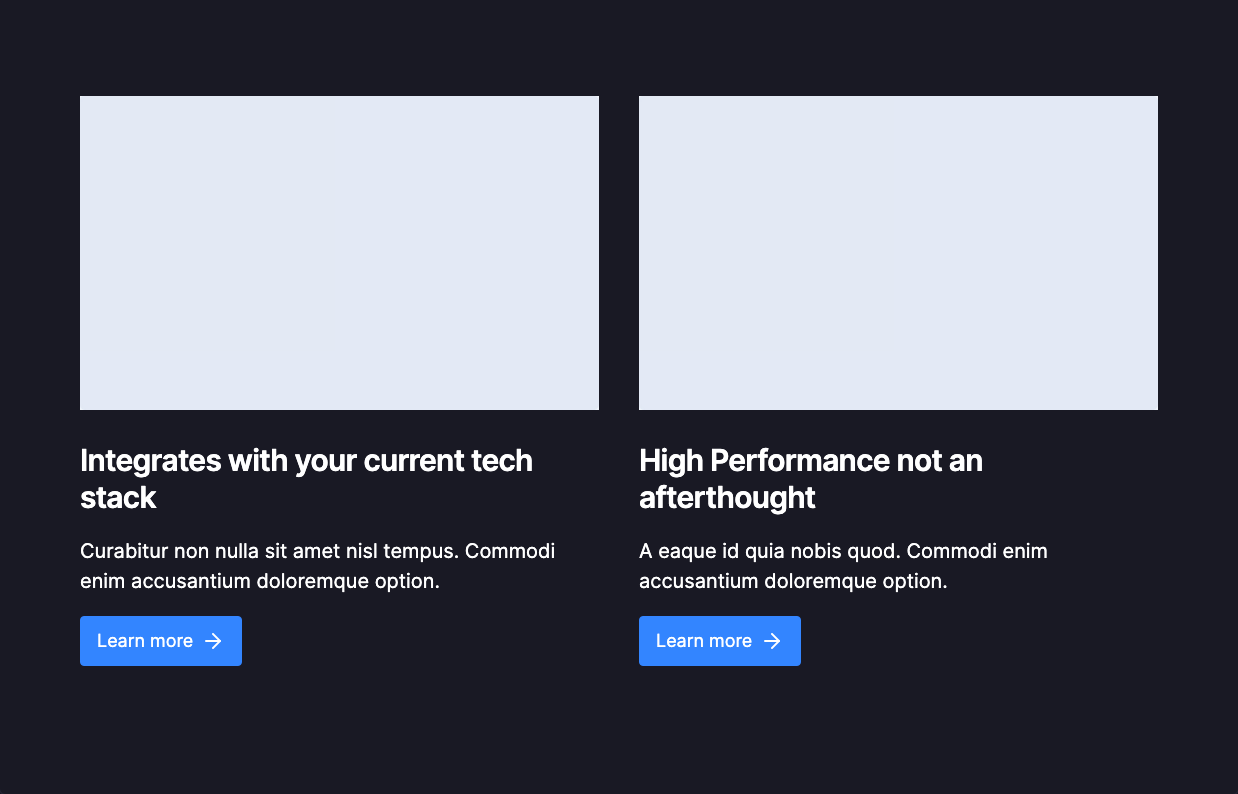 Integrates with your current tech
stack
Curabitur non nulla sit amet nisl tempus. Commodi
enim accusantium doloremque option.
Learn more
High Performance not an
afterthought
A eaque id quia nobis quod. Commodi enim
accusantium doloremque option.
Learn more